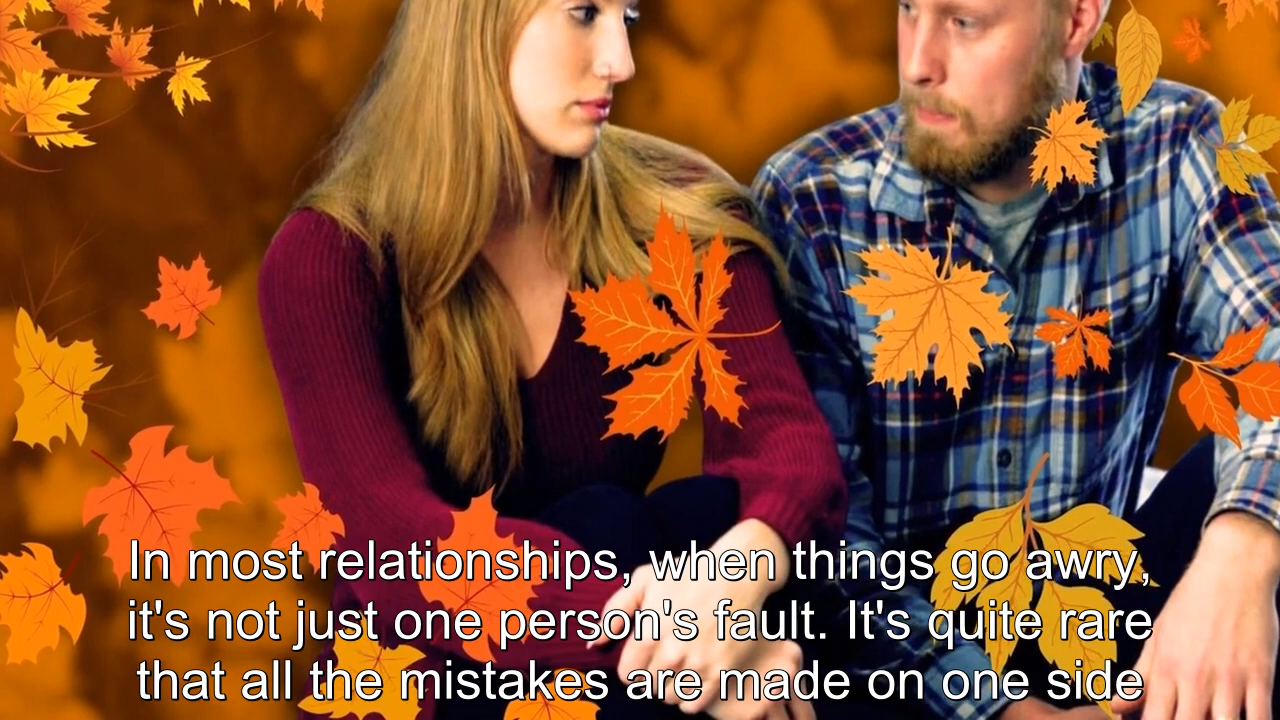 In most relationships, when things go awry,
it's not just one person's fault. It's quite rare
that all the mistakes are made on one side